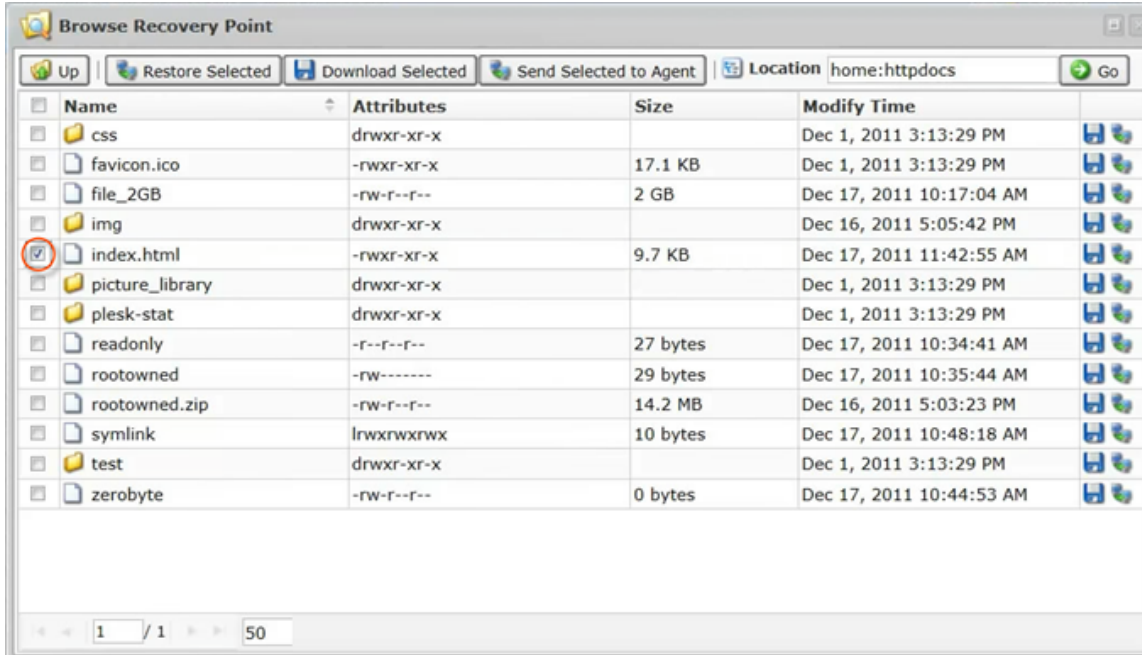 Browse Recovery Point
Up Restore Selected Download Selected Send Selected to Agent Location home:httpdocs Go
Name Attributes Size Modify Time
css drwxr-xr-x Dec 1, 2011 3:13:29 PM
favicon.ico -rwxr-xr-x 17.1 KB Dec 1, 2011 3:13:29 PM
file_2GB -rw-r--r-- 2 GB Dec 17, 2011 10:17:04 AM
img drwxr-xr-x Dec 16, 2011 5:05:42 PM
index.html -rwxr-xr-x 9.7 KB Dec 17, 2011 11:42:55 AM
picture_library drwxr-xr-x Dec 1, 2011 3:13:29 PM
plesk-stat drwxr-xr-x Dec 1, 2011 3:13:29 PM
readonly -r--r--r-- 27 bytes Dec 17, 2011 10:34:41 AM
rootowned -rw------- 29 bytes Dec 17, 2011 10:35:44 AM
rootowned.zip -rw-r--r-- 14.2 MB Dec 16, 2011 5:03:23 PM
symlink lrwxrwxrwx 10 bytes Dec 17, 2011 10:48:18 AM
test drwxr-xr-x Dec 1, 2011 3:13:29 PM
zerobyte -rw-r--r-- 0 bytes Dec 17, 2011 10:44:53 AM
1 / 1 50